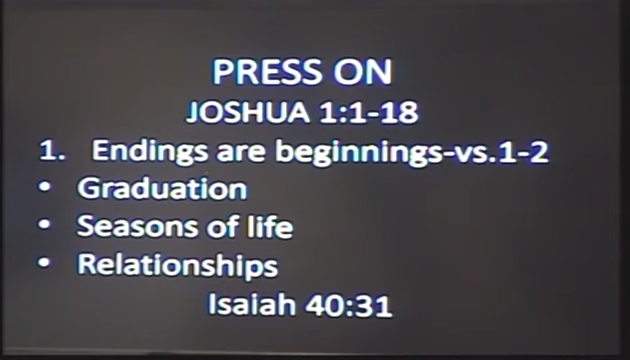 PRESS ON
JOSHUA 1:1-18
1. Endings are beginnings-vs.1-2
• Graduation
• Seasons of life
• Relationships
Isaiah 40:31